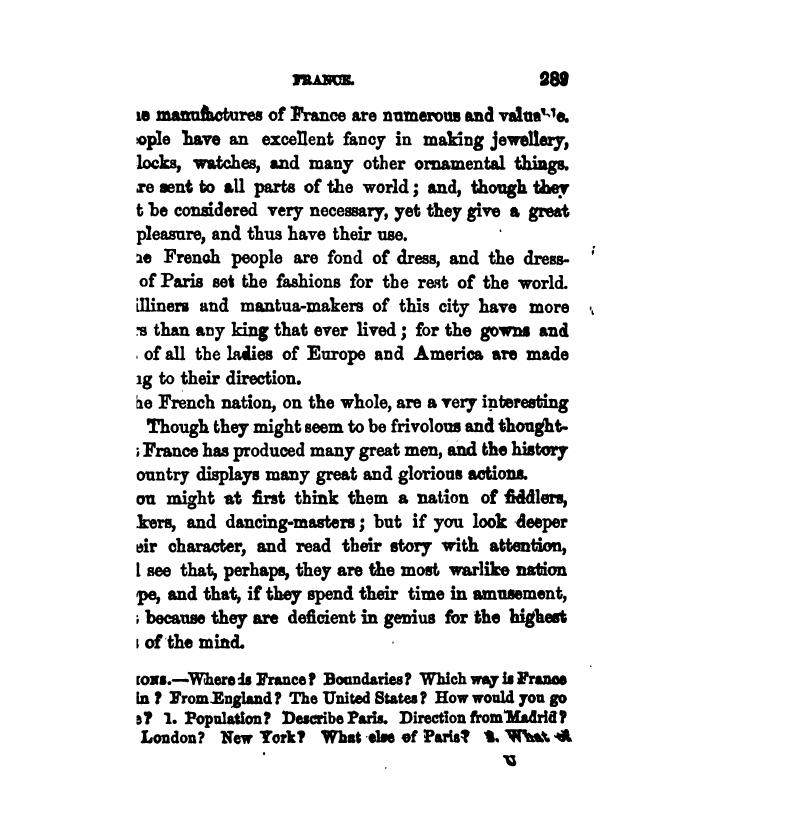 FRANCE. 289
manufactures of France are numerous and
have an excellent fancy in making jewellery,
locks, watches, and many other ornamental things.
sent to all parts of the world; and, though they
t be considered very necessary, yet they give a great
pleasure, and thus have their use.
French people are fond of dress, and the dress-
of Paris set the fashions for the rest of the world.
illiners and mantua-makers of this city have more
s than any king that ever lived; for the gowns and
of all the ladies of Europe and America are made
to their direction.
he French nation, on the whole, are a very interesting
Though they might seem to be frivolous and thought-
; France has produced many great men, and the history
ountry displays many great and glorious actions.
ou might at first think them a nation of fiddlers,
kers, and dancing-masters; but if you look deeper
eir character, and read their story with attention,
l see that, perhaps, they are the most warlike nation
pe, and that, if they spend their time in amusement,
because they are deficient in genius for the highest
of the mind.
IONS.—Where is France? Boundaries? Which way is France
in? From England? The United States? How would you go
? 1. Population? Describe Paris. Direction from Madrid?
London? New York? What else of Paris? 2. What of
U